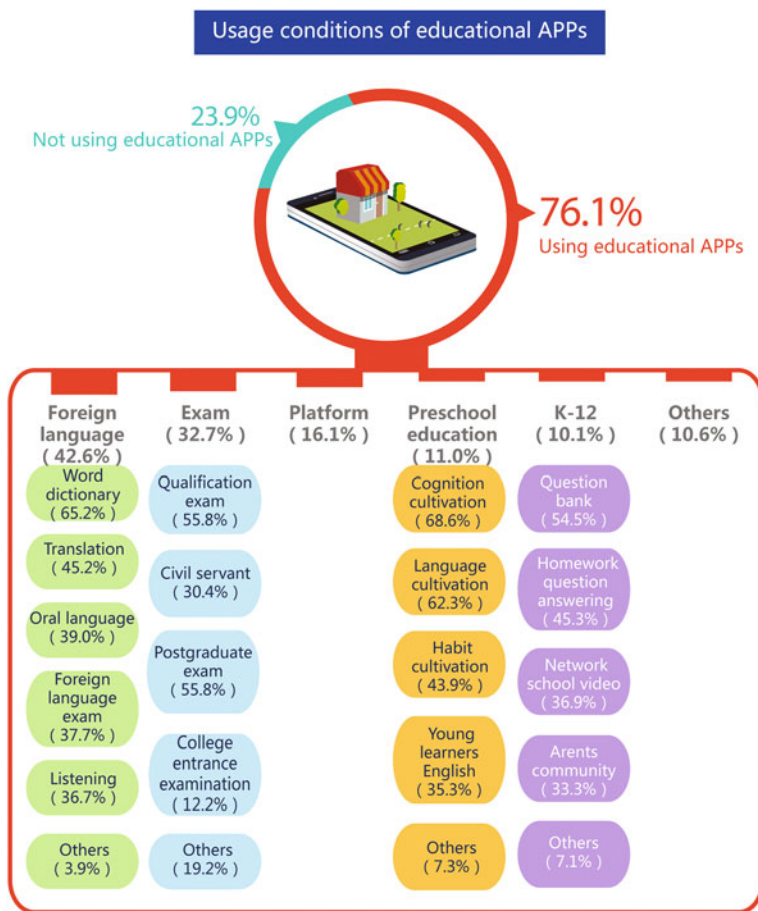 Usage conditions of educational APPs
23.9%
Not using educational APPs
76.1%
Using educational APPs
Foreign
language
( 42.6% )
Word
dictionary
( 65.2% )
Translation
( 45.2% )
Oral language
( 39.0% )
Foreign
language
exam
( 37.7% )
Listening
( 36.7% )
Others
( 3.9% )
Exam
( 32.7% )
Qualification
exam
( 55.8% )
Civil servant
( 30.4% )
Postgraduate
exam
( 55.8% )
College
entrance
examination
( 12.2% )
Others
( 19.2% )
Platform
( 16.1% )
Preschool
education
( 11.0% )
Cognition
cultivation
( 68.6% )
Language
cultivation
( 62.3% )
Habit
cultivation
( 43.9% )
Young
learners
English
( 35.3% )
Others
( 7.3% )
K-12
( 10.1% )
Question
bank
( 54.5% )
Homework
question
answering
( 45.3% )
Network
school video
( 36.9% )
Arents
community
( 33.3% )
Others
( 7.1% )
Others
( 10.6% )